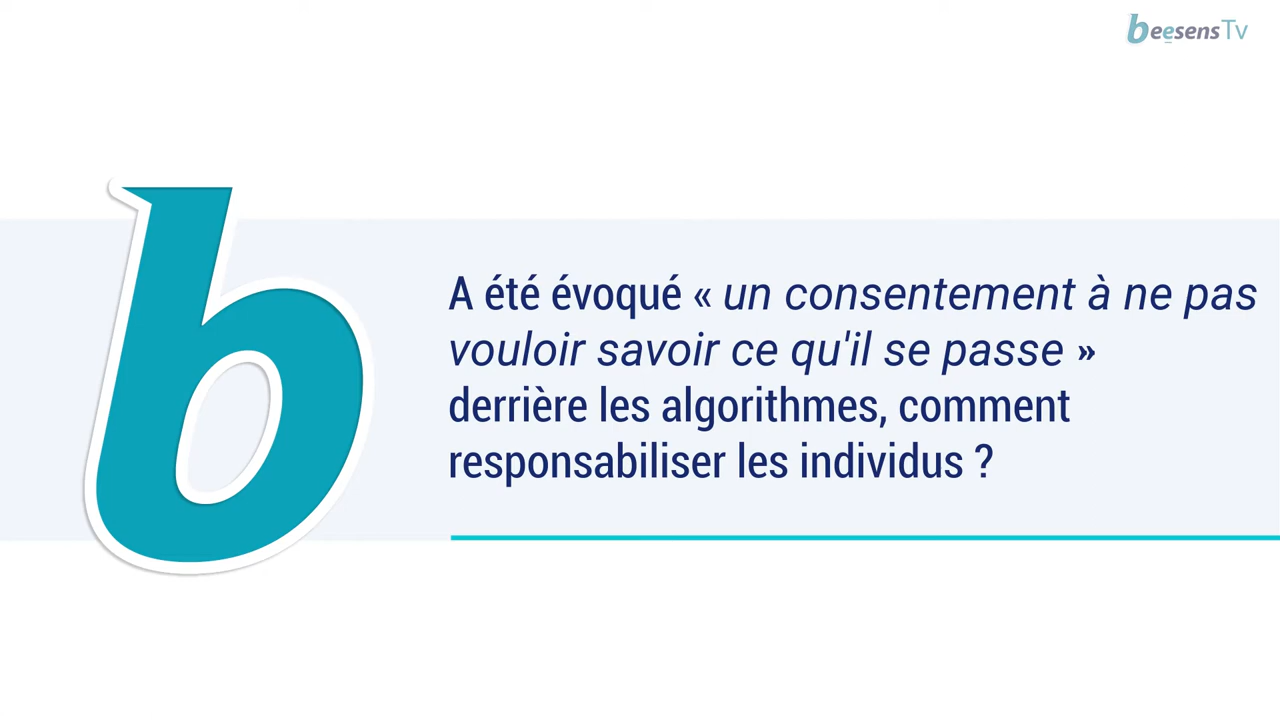 beesensTv
b
A été évoqué « un consentement à ne pas
vouloir savoir ce qu'il se passe »
derrière les algorithmes, comment
responsabiliser les individus ?